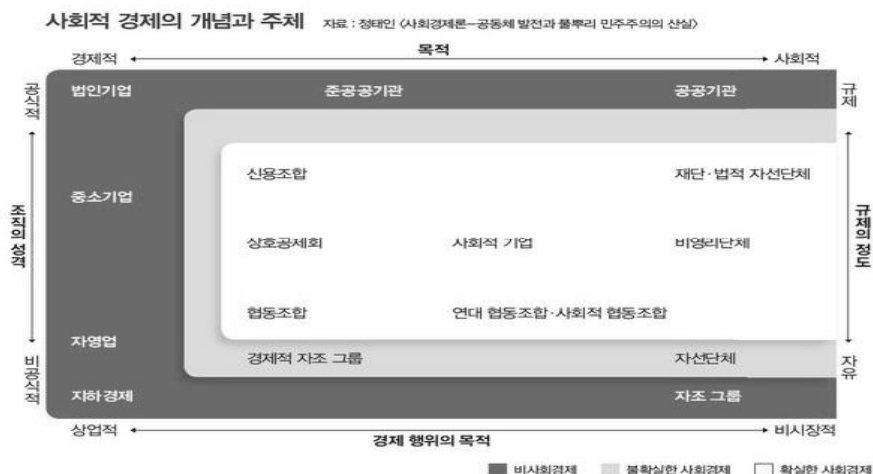 사회적 경제의 개념과 주체 자료 : 정태인 〈사회경제론-공동체 발전과 풀뿌리 민주주의의 산실〉
목적
경제적 사회적
공식적
규제
법인기업 준공공기관 공공기관
신용조합 재단·법적 자선단체
중소기업
조직의 성격
규제의 정도
상호공제회 사회적 기업 비영리단체
협동조합 연대 협동조합·사회적 협동조합
자영업
경제적 자조 그룹 자선단체
비공식적
자유
지하경제 자조 그룹
상업적 비시장적
경제 행위의 목적
비사회경제 불확실한 사회경제 확실한 사회경제